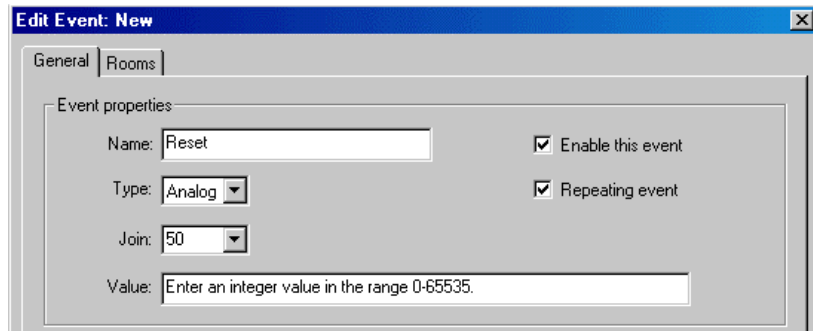 Edit Event: New
General
Rooms
Event properties
Name: Reset
Enable this event
Type: Analog
Repeating event
Join: 50
Value: Enter an integer value in the range 0-65535.